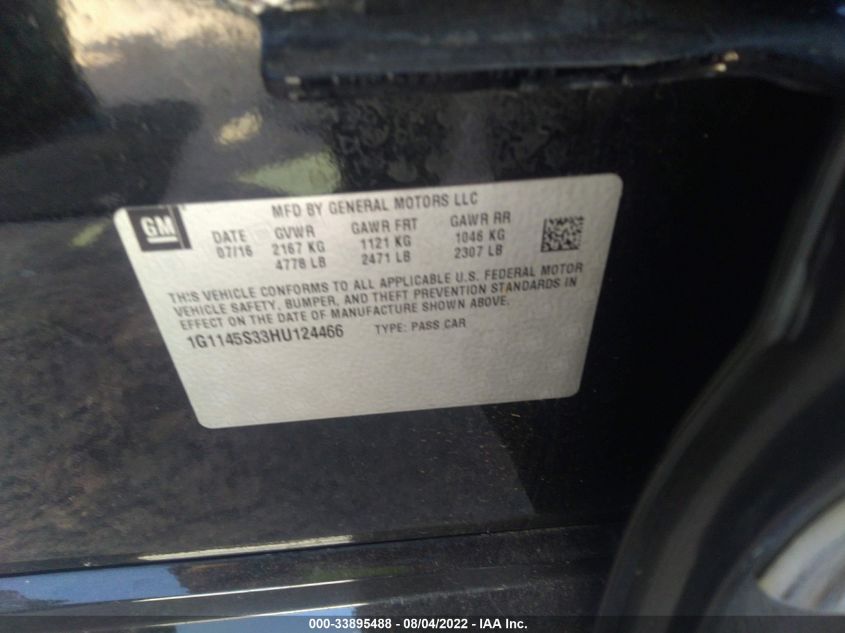 GM
MFD BY GENERAL MOTORS LLC
DATE GVWR GAWR FRT GAWR RR
07/16 2167 KG 1121 KG 1046 KG
4778 LB 2471 LB 2307 LB
THIS VEHICLE CONFORMS TO ALL APPLICABLE U.S. FEDERAL MOTOR
VEHICLE SAFETY, BUMPER, AND THEFT PREVENTION STANDARDS IN
EFFECT ON THE DATE OF MANUFACTURE SHOWN ABOVE.
1G1145S33HU124466 TYPE: PASS CAR
000-33895488 - 08/04/2022 - IAA Inc.